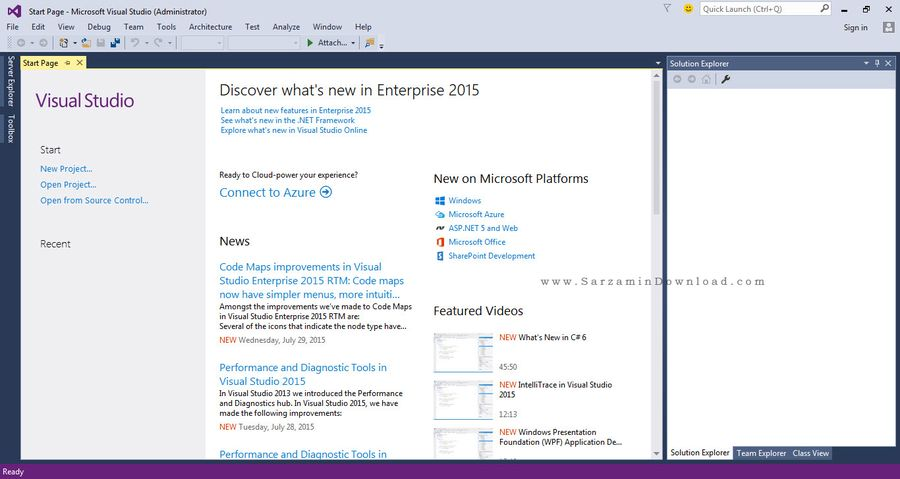 Start Page - Microsoft Visual Studio (Administrator)
Quick Launch (Ctrl+Q)
File Edit View Debug Team Tools Architecture Test Analyze Window Help
Sign in
Attach...
Server Explorer
Toolbox
Start Page
Visual Studio
Start
New Project...
Open Project...
Open from Source Control...
Recent
Discover what's new in Enterprise 2015
Learn about new features in Enterprise 2015
See what's new in the .NET Framework
Explore what's new in Visual Studio Online
Ready to Cloud-power your experience?
Connect to Azure
News
Code Maps improvements in Visual
Studio Enterprise 2015 RTM: Code maps
now have simpler menus, more intuiti...
Amongst the improvements we've made to Code Maps
in Visual Studio Enterprise 2015 RTM are:
Several of the icons that indicate the node type have...
NEW Wednesday, July 29, 2015
Performance and Diagnostic Tools in
Visual Studio 2015
In Visual Studio 2013 we introduced the Performance
and Diagnostics hub. In Visual Studio 2015, we have
made the following improvements:
NEW Tuesday, July 28, 2015
Performance and Diagnostic Tools in
New on Microsoft Platforms
Windows
Microsoft Azure
ASP.NET 5 and Web
Microsoft Office
SharePoint Development
www.SarzaminDownload.com
Featured Videos
NEW What's New in C# 6
45:50
NEW IntelliTrace in Visual Studio
2015
12:13
NEW Windows Presentation
Foundation (WPF) Application De...
Solution Explorer
Solution Explorer Team Explorer Class View
Ready